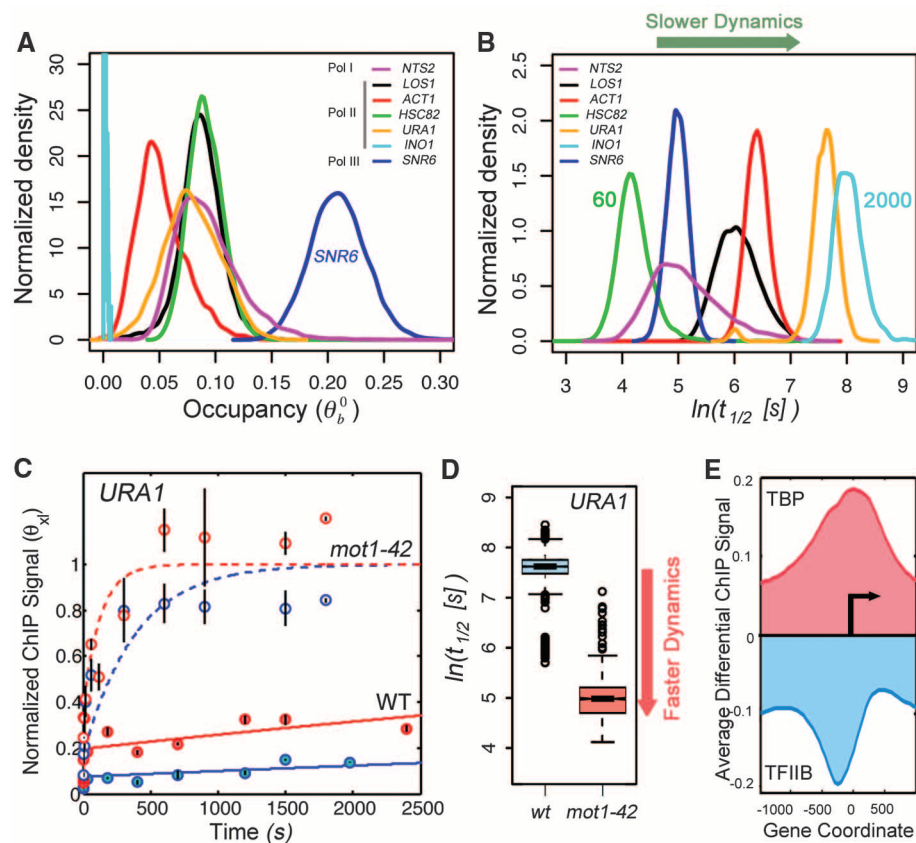 A
Normalized density
30
25
20
15
10
5
0
Pol I
Pol II
Pol III
NTS2
LOS1
ACT1
HSC82
URA1
INO1
SNR6
SNR6
0.00 0.05 0.10 0.15 0.20 0.25 0.30
Occupancy (θ_b^0)
B
Slower Dynamics
Normalized density
2.5
2.0
1.5
1.0
0.5
0.0
NTS2
LOS1
ACT1
HSC82
URA1
INO1
SNR6
60
2000
3 4 5 6 7 8 9
ln(t1/2 [s] )
C
URA1
mot1-42
WT
Normalized ChIP Signal (θxl)
1
0.8
0.6
0.4
0.2
0
0 500 1000 1500 2000
Time (s)
D
URA1
ln(t1/2 [s] )
9
8
7
6
5
4
wt mot1-42
Faster Dynamics
E
TBP
TFIIB
Average Differential ChIP Signal
0.2
0.1
0
-0.1
-0.2
-1000 -500 0 500
Gene Coordinate